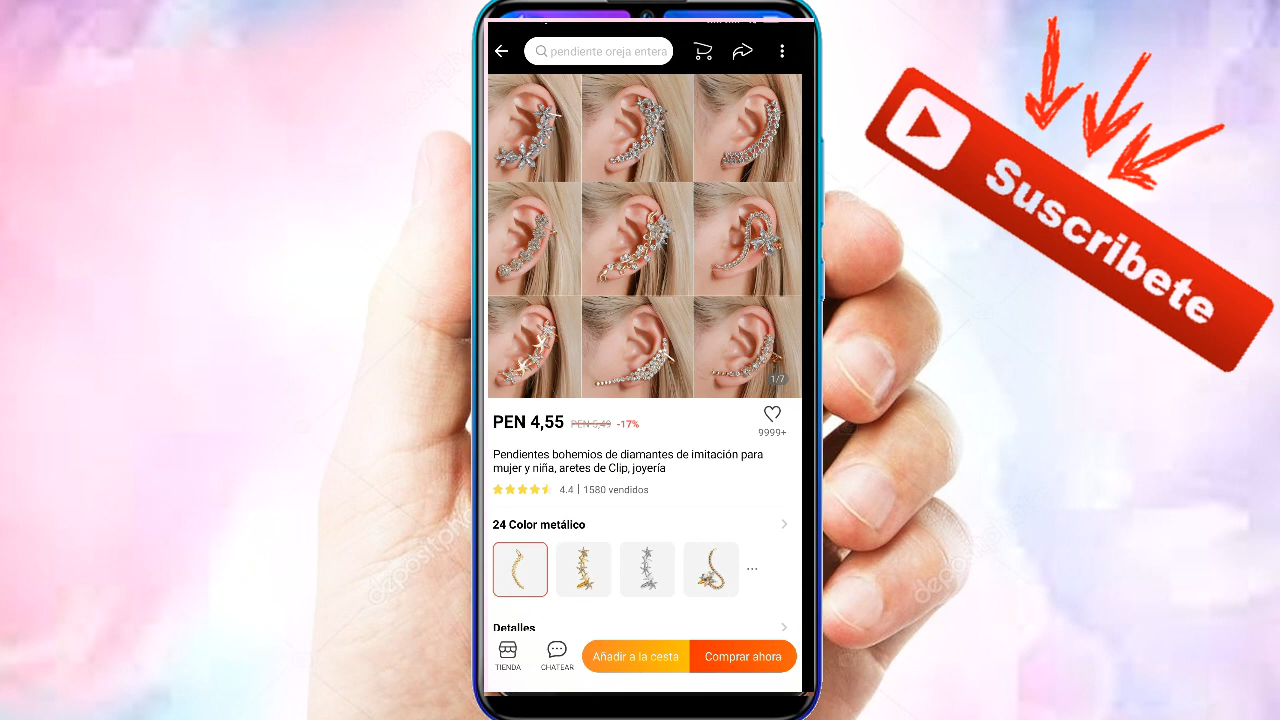 pendiente oreja entera
1/7
PEN 4,55 PEN 5,49 -17%
9999+
Pendientes bohemios de diamantes de imitación para
mujer y niña, aretes de Clip, joyería
4.4 | 1580 vendidos
24 Color metálico
...
Detalles
TIENDA
CHATEAR
Añadir a la cesta
Comprar ahora
Suscribete